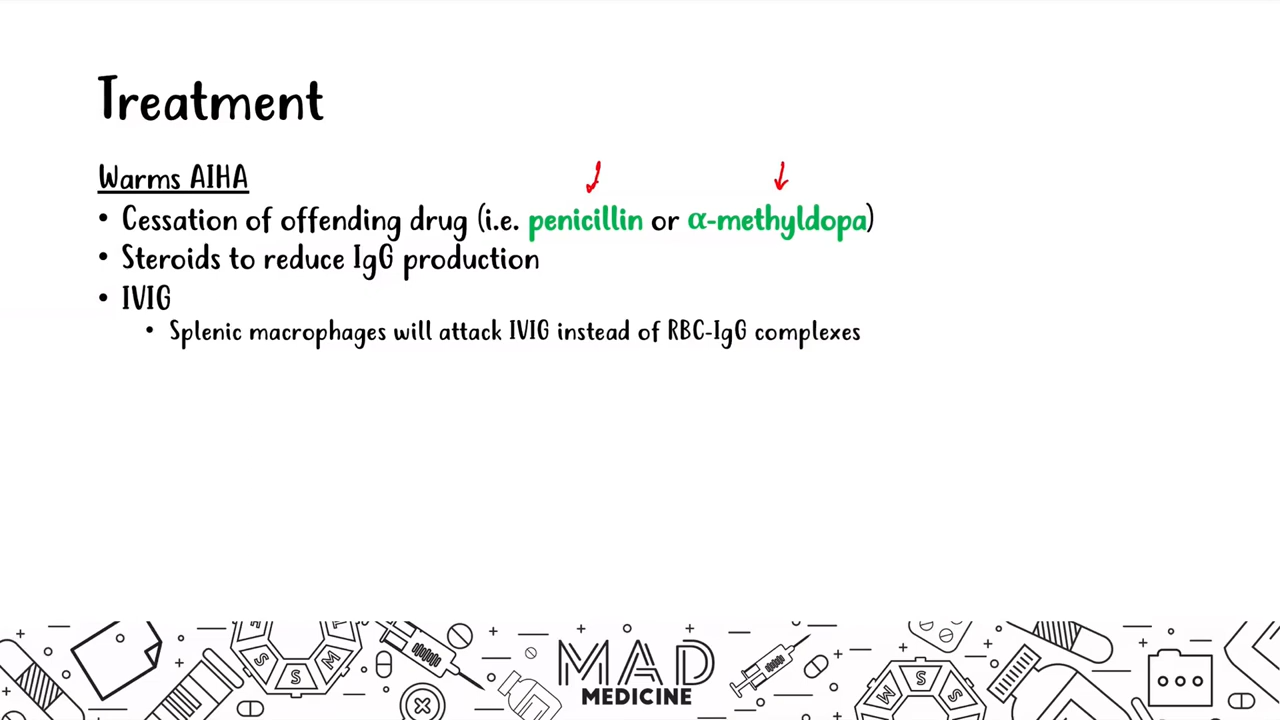 Treatment
Warms AIHA
• Cessation of offending drug (i.e. penicillin or α-methyldopa)
• Steroids to reduce IgG production
• IVIG
• Splenic macrophages will attack IVIG instead of RBC-IgG complexes
MAD
MEDICINE